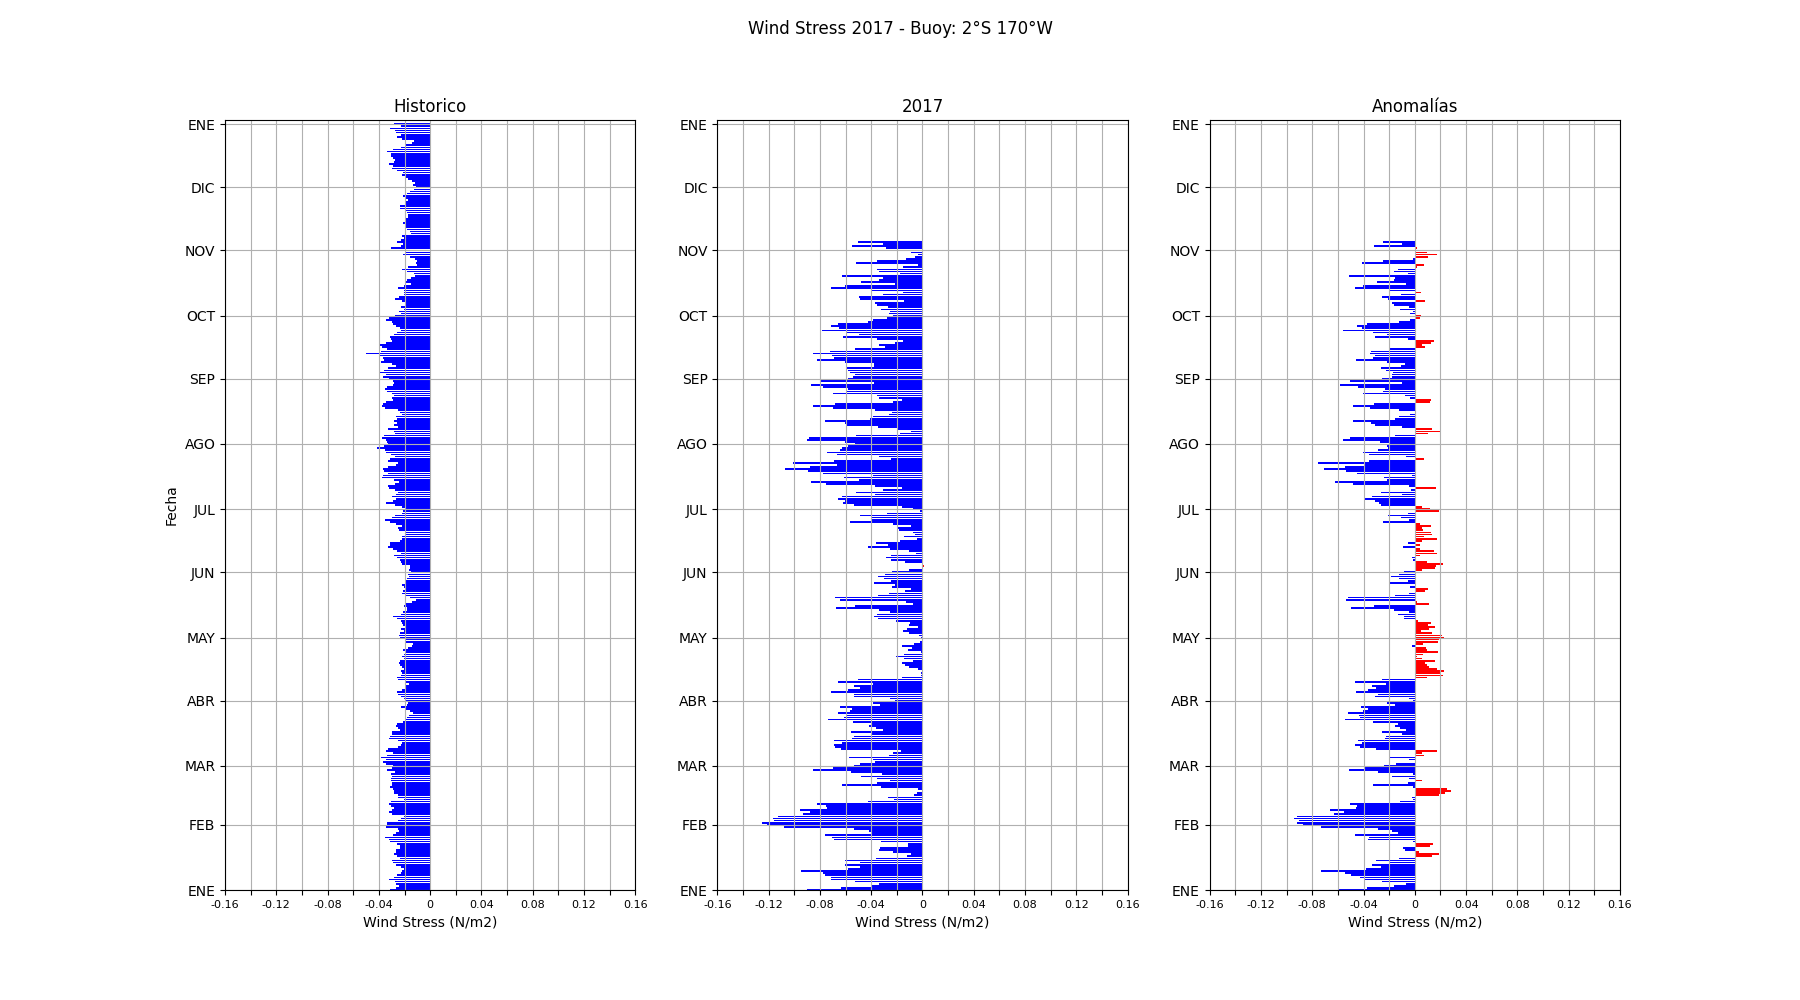 Wind Stress 2017 - Buoy: 2°S 170°W
Historico
2017
Anomalías
Fecha
ENE
DIC
NOV
OCT
SEP
AGO
JUL
JUN
MAY
ABR
MAR
FEB
ENE
-0.16 -0.12 -0.08 -0.04 0 0.04 0.08 0.12 0.16
Wind Stress (N/m2)
ENE
DIC
NOV
OCT
SEP
AGO
JUL
JUN
MAY
ABR
MAR
FEB
ENE
-0.16 -0.12 -0.08 -0.04 0 0.04 0.08 0.12 0.16
Wind Stress (N/m2)
ENE
DIC
NOV
OCT
SEP
AGO
JUL
JUN
MAY
ABR
MAR
FEB
ENE
-0.16 -0.12 -0.08 -0.04 0 0.04 0.08 0.12 0.16
Wind Stress (N/m2)